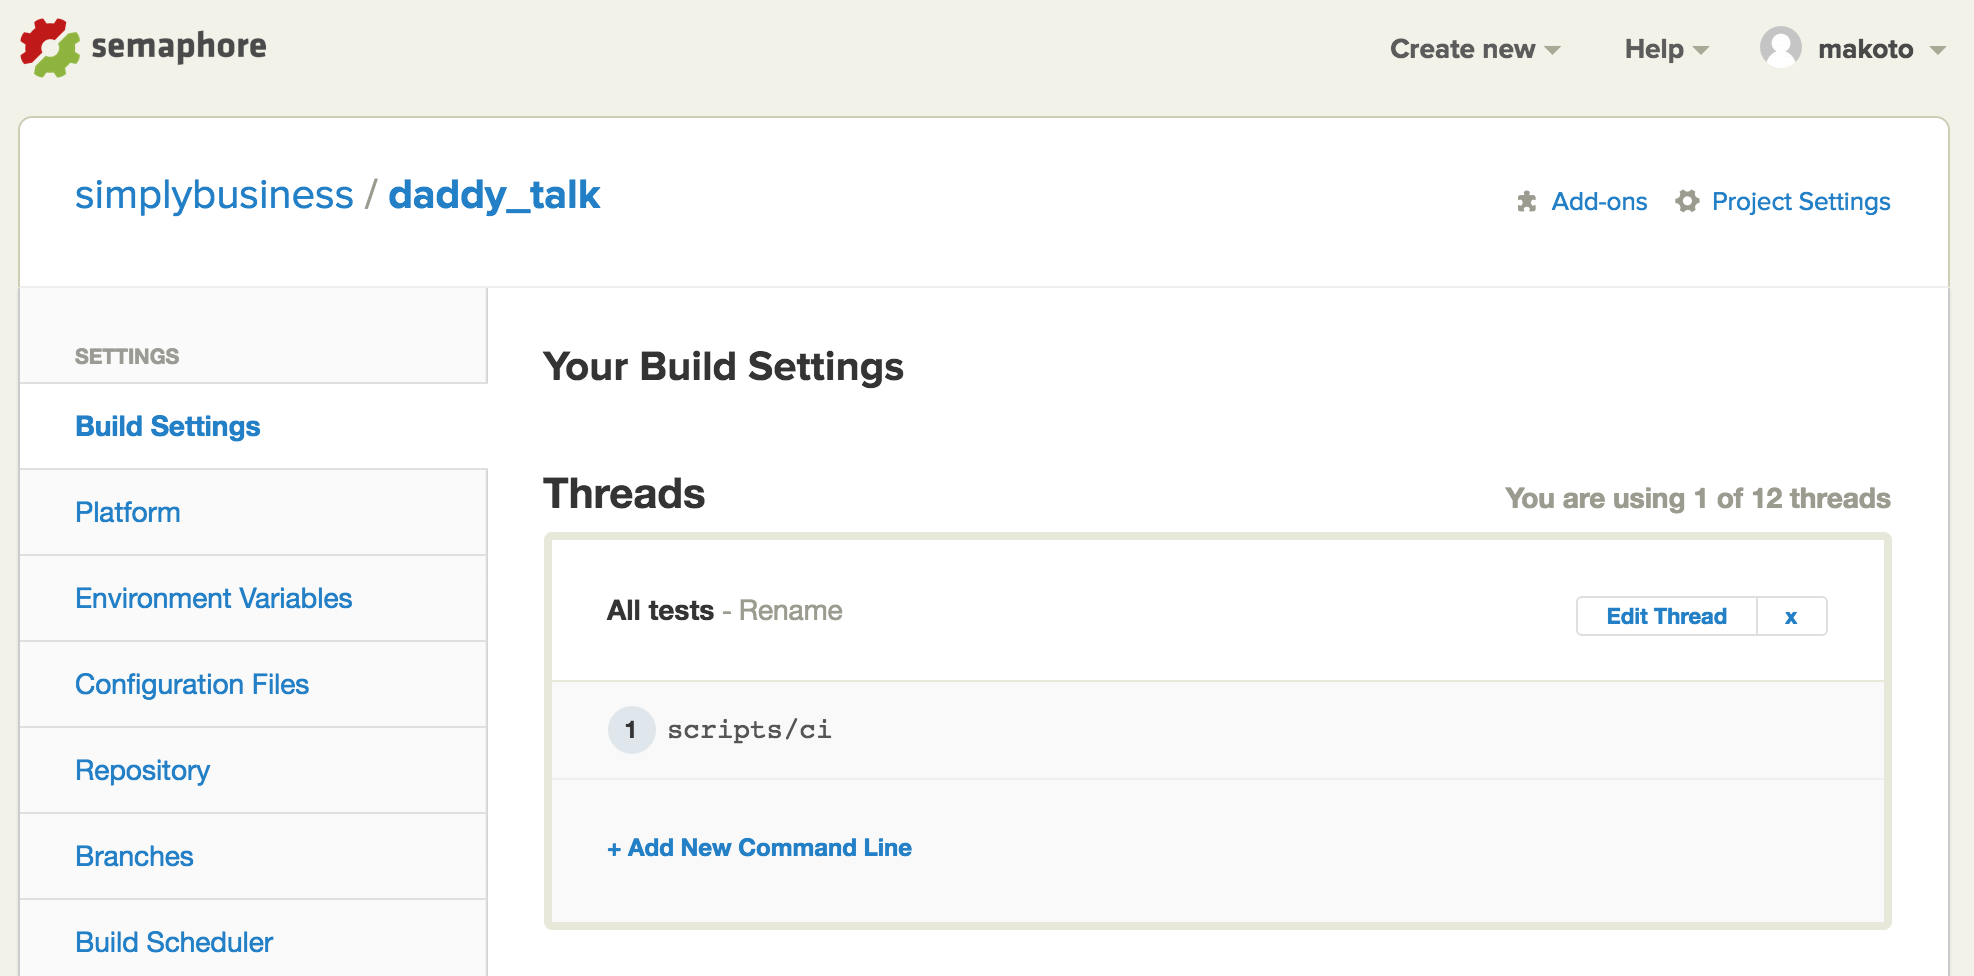 semaphore
Create new
Help
makoto
simplybusiness / daddy_talk
Add-ons
Project Settings
SETTINGS
Build Settings
Platform
Environment Variables
Configuration Files
Repository
Branches
Build Scheduler
Your Build Settings
Threads
You are using 1 of 12 threads
All tests - Rename
Edit Thread
x
1 scripts/ci
+ Add New Command Line